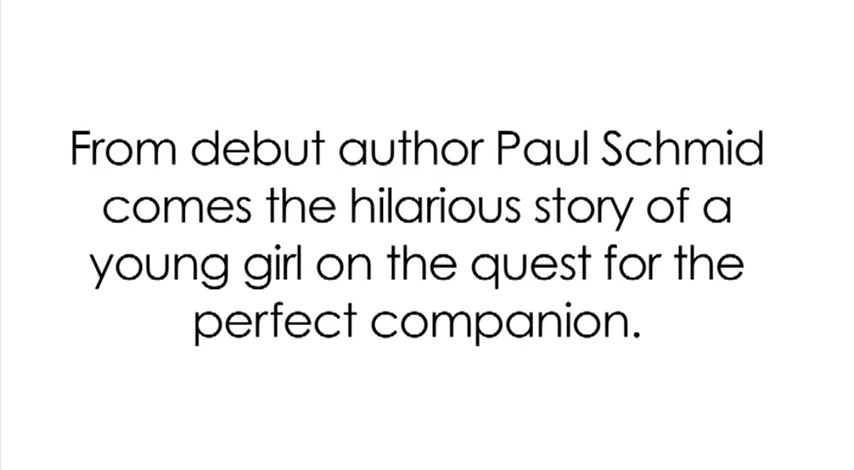 From debut author Paul Schmid
comes the hilarious story of a
young girl on the quest for the
perfect companion.